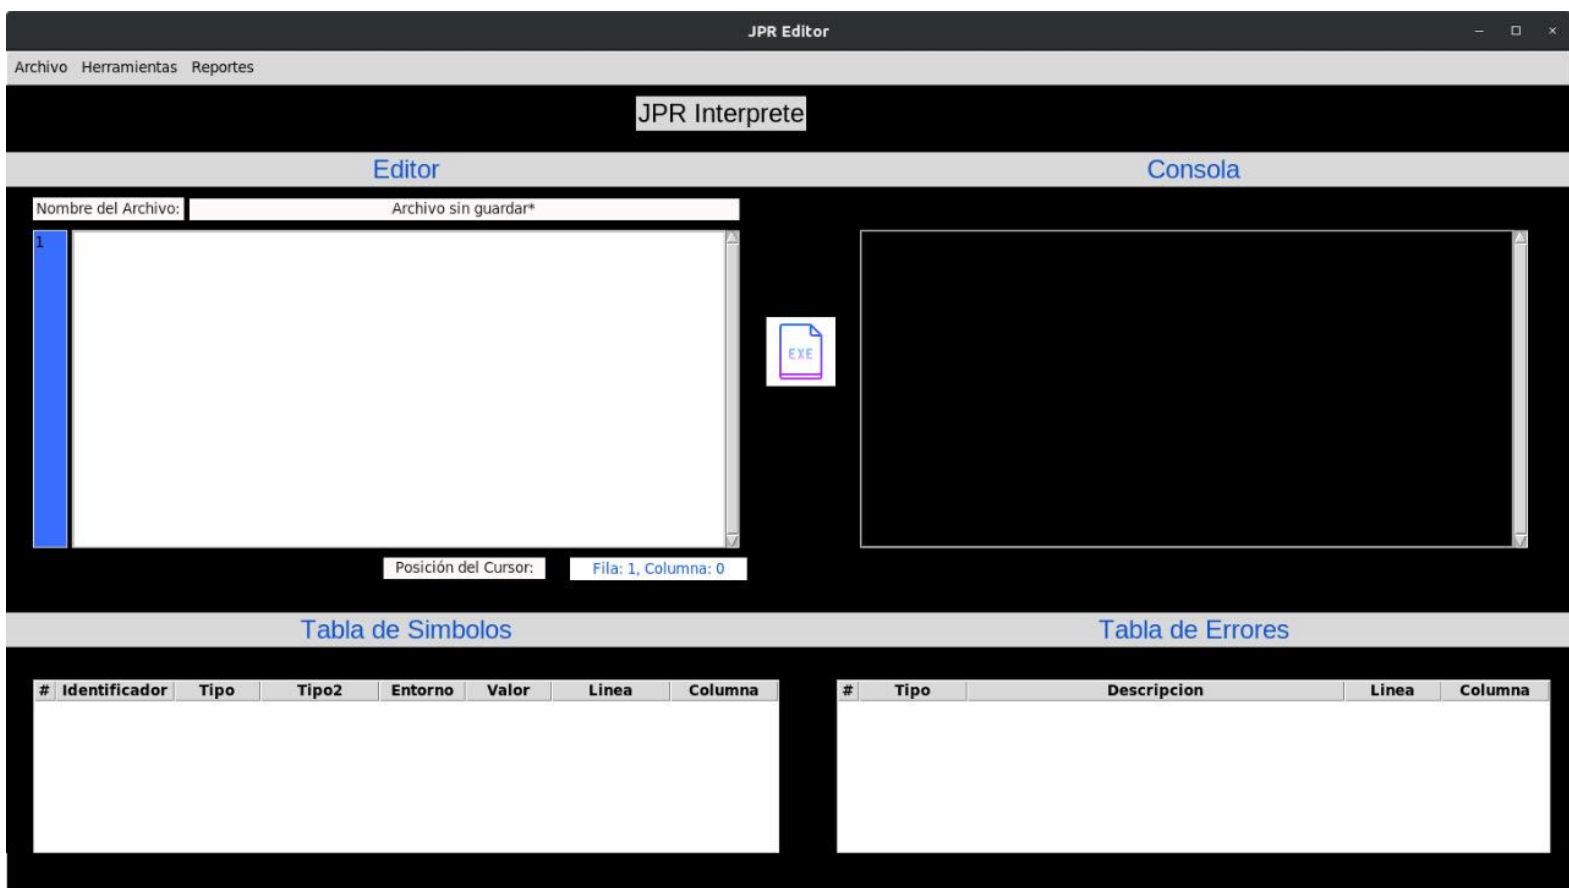 JPR Editor
Archivo Herramientas Reportes
JPR Interprete
Editor
Consola
Nombre del Archivo:
Archivo sin guardar*
1
EXE
Posición del Cursor:
Fila: 1, Columna: 0
Tabla de Simbolos
Tabla de Errores
# Identificador Tipo Tipo2 Entorno Valor Linea Columna
# Tipo Descripcion Linea Columna